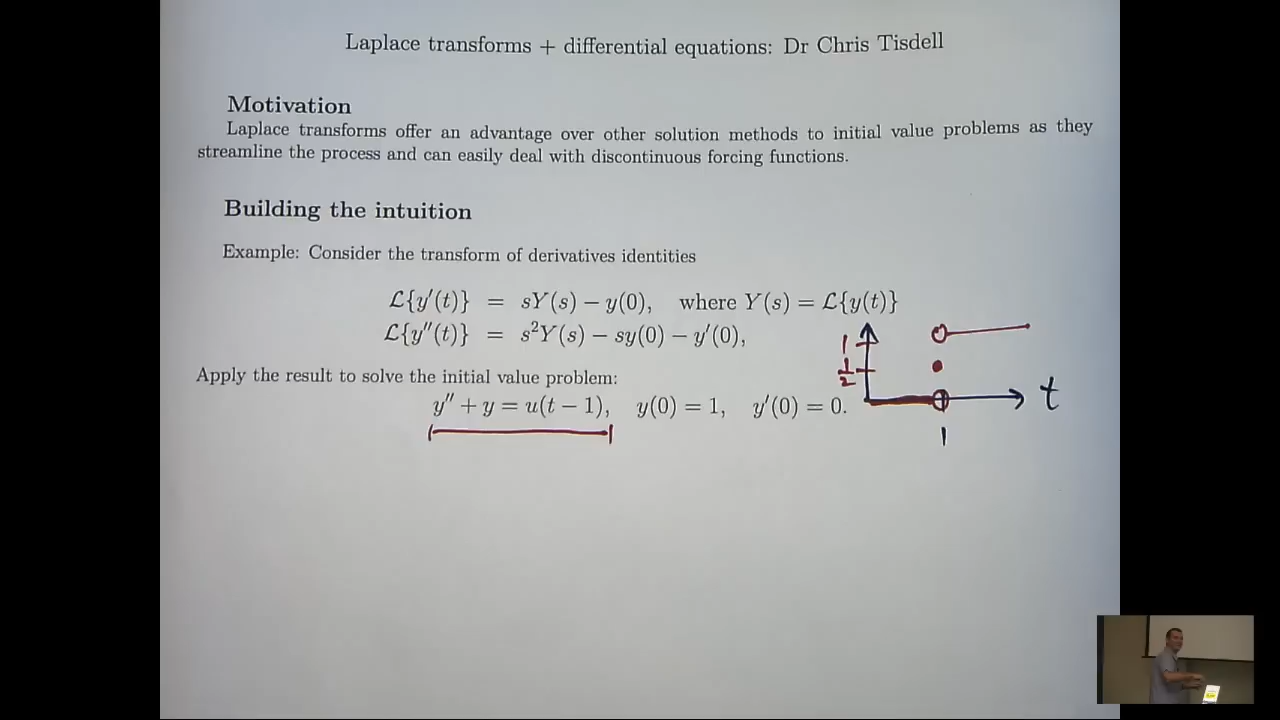 Laplace transforms + differential equations: Dr Chris Tisdell
Motivation
Laplace transforms offer an advantage over other solution methods to initial value problems as they
streamline the process and can easily deal with discontinuous forcing functions.
Building the intuition
Example: Consider the transform of derivatives identities
ℒ{y′(t)} = sY(s) − y(0), where Y(s) = ℒ{y(t)}
ℒ{y″(t)} = s²Y(s) − sy(0) − y′(0),
1
1/2
t
1
Apply the result to solve the initial value problem:
y″ + y = u(t − 1), y(0) = 1, y′(0) = 0.